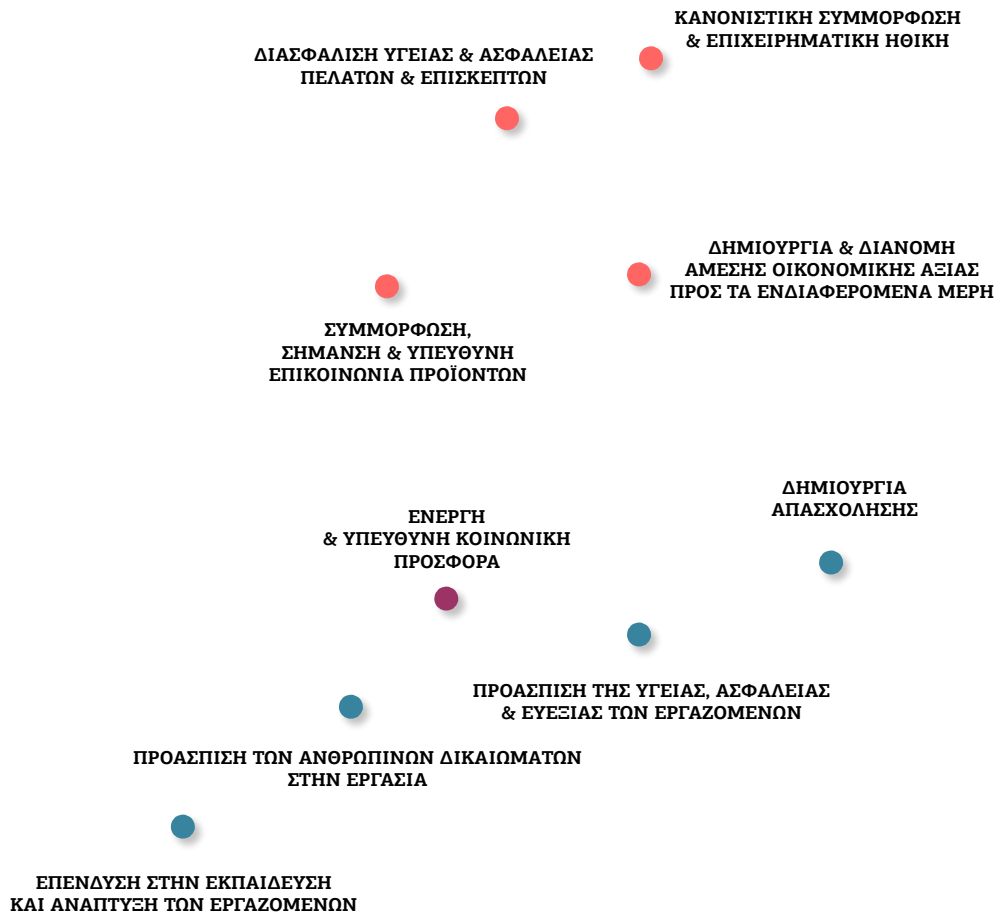 ΚΑΝΟΝΙΣΤΙΚΗ ΣΥΜΜΟΡΦΩΣΗ
& ΕΠΙΧΕΙΡΗΜΑΤΙΚΗ ΗΘΙΚΗ
ΔΙΑΣΦΑΛΙΣΗ ΥΓΕΙΑΣ & ΑΣΦΑΛΕΙΑΣ
ΠΕΛΑΤΩΝ & ΕΠΙΣΚΕΠΤΩΝ
ΔΗΜΙΟΥΡΓΙΑ & ΔΙΑΝΟΜΗ
ΑΜΕΣΗΣ ΟΙΚΟΝΟΜΙΚΗΣ ΑΞΙΑΣ
ΠΡΟΣ ΤΑ ΕΝΔΙΑΦΕΡΟΜΕΝΑ ΜΕΡΗ
ΣΥΜΜΟΡΦΩΣΗ,
ΣΗΜΑΝΣΗ & ΥΠΕΥΘΥΝΗ
ΕΠΙΚΟΙΝΩΝΙΑ ΠΡΟΪΟΝΤΩΝ
ΔΗΜΙΟΥΡΓΙΑ
ΑΠΑΣΧΟΛΗΣΗΣ
ΕΝΕΡΓΗ
& ΥΠΕΥΘΥΝΗ ΚΟΙΝΩΝΙΚΗ
ΠΡΟΣΦΟΡΑ
ΠΡΟΑΣΠΙΣΗ ΤΗΣ ΥΓΕΙΑΣ, ΑΣΦΑΛΕΙΑΣ
& ΕΥΕΞΙΑΣ ΤΩΝ ΕΡΓΑΖΟΜΕΝΩΝ
ΠΡΟΑΣΠΙΣΗ ΤΩΝ ΑΝΘΡΩΠΙΝΩΝ ΔΙΚΑΙΩΜΑΤΩΝ
ΣΤΗΝ ΕΡΓΑΣΙΑ
ΕΠΕΝΔΥΣΗ ΣΤΗΝ ΕΚΠΑΙΔΕΥΣΗ
ΚΑΙ ΑΝΑΠΤΥΞΗ ΤΩΝ ΕΡΓΑΖΟΜΕΝΩΝ